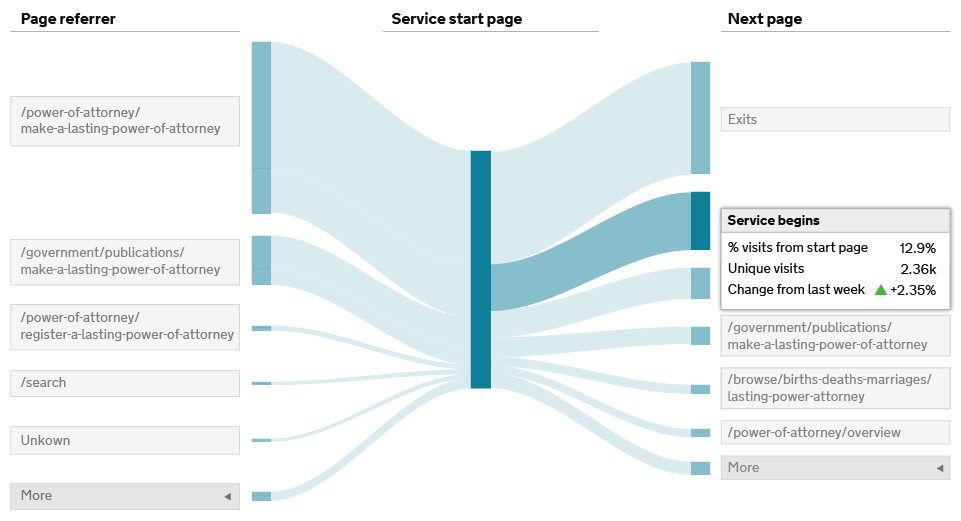 Page referrer
Service start page
Next page
/power-of-attorney/
make-a-lasting-power-of-attorney
/government/publications/
make-a-lasting-power-of-attorney
/power-of-attorney/
register-a-lasting-power-of-attorney
/search
Unkown
More
Exits
Service begins
% visits from start page 12.9%
Unique visits 2.36k
Change from last week +2.35%
/government/publications/
make-a-lasting-power-of-attorney
/browse/births-deaths-marriages/
lasting-power-attorney
/power-of-attorney/overview
More